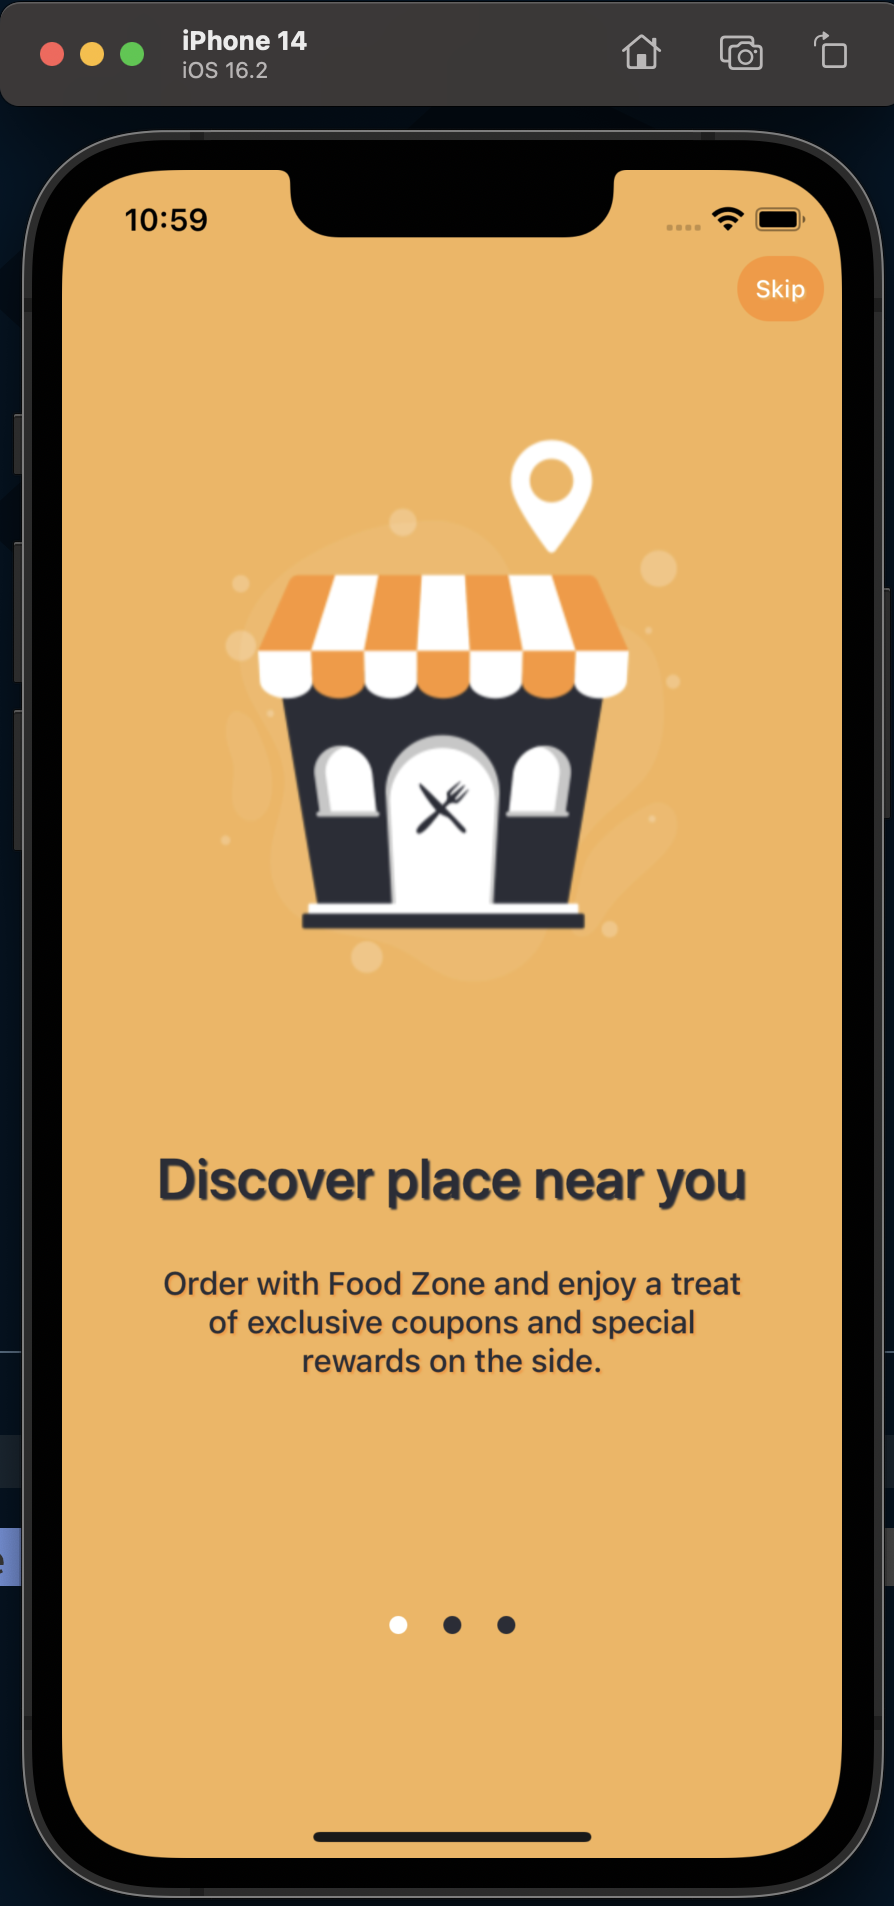 iPhone 14
iOS 16.2
10:59
Skip
Discover place near you
Order with Food Zone and enjoy a treat
of exclusive coupons and special
rewards on the side.
e